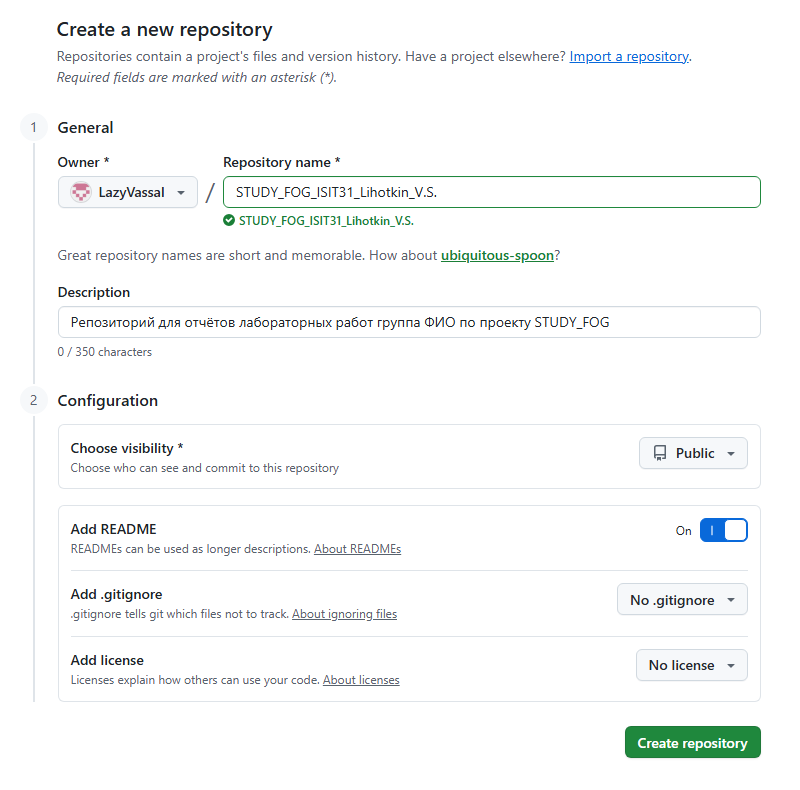 Create a new repository
Repositories contain a project's files and version history. Have a project elsewhere? Import a repository.
Required fields are marked with an asterisk (*).
1 General
Owner * Repository name *
LazyVassal / STUDY_FOG_ISIT31_Lihotkin_V.S.
STUDY_FOG_ISIT31_Lihotkin_V.S.
Great repository names are short and memorable. How about ubiquitous-spoon?
Description
Репозиторий для отчётов лабораторных работ группа ФИО по проекту STUDY_FOG
0 / 350 characters
2 Configuration
Choose visibility *
Choose who can see and commit to this repository
Public
Add README
READMEs can be used as longer descriptions. About READMEs
On
Add .gitignore
.gitignore tells git which files not to track. About ignoring files
No .gitignore
Add license
Licenses explain how others can use your code. About licenses
No license
Create repository